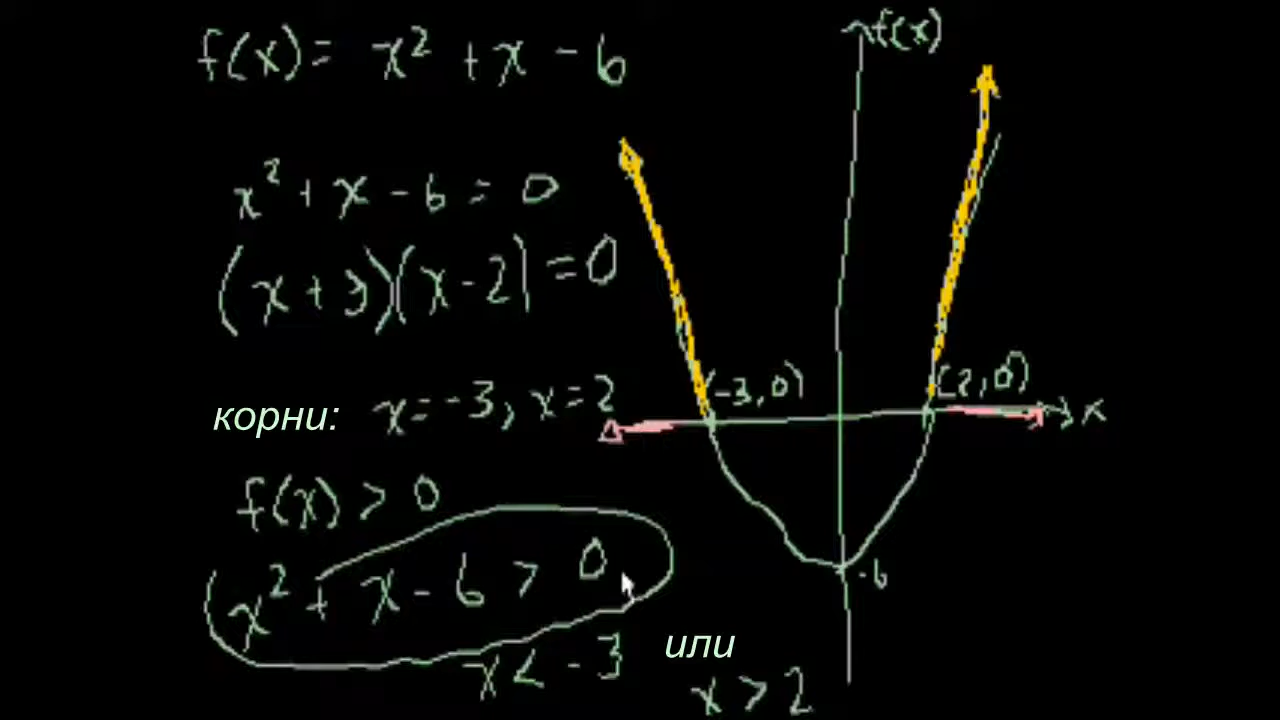 f(x) = x² + x - 6
x² + x - 6 = 0
(x + 3)(x - 2) = 0
корни: x = -3, x = 2
f(x) > 0
x² + x - 6 > 0
x < -3 или
x > 2
f(x)
(-3, 0)
(2, 0)
x
-6